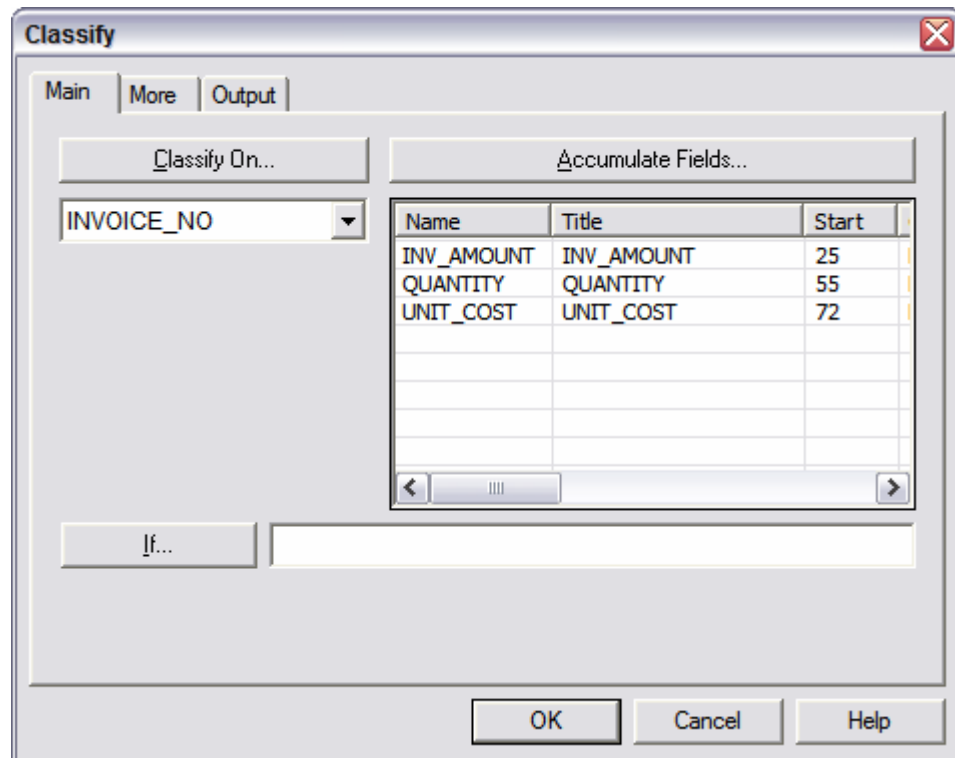 Classify
Main More Output
Classify On... Accumulate Fields...
INVOICE_NO
Name Title Start
INV_AMOUNT INV_AMOUNT 25
QUANTITY QUANTITY 55
UNIT_COST UNIT_COST 72
If...
OK Cancel Help